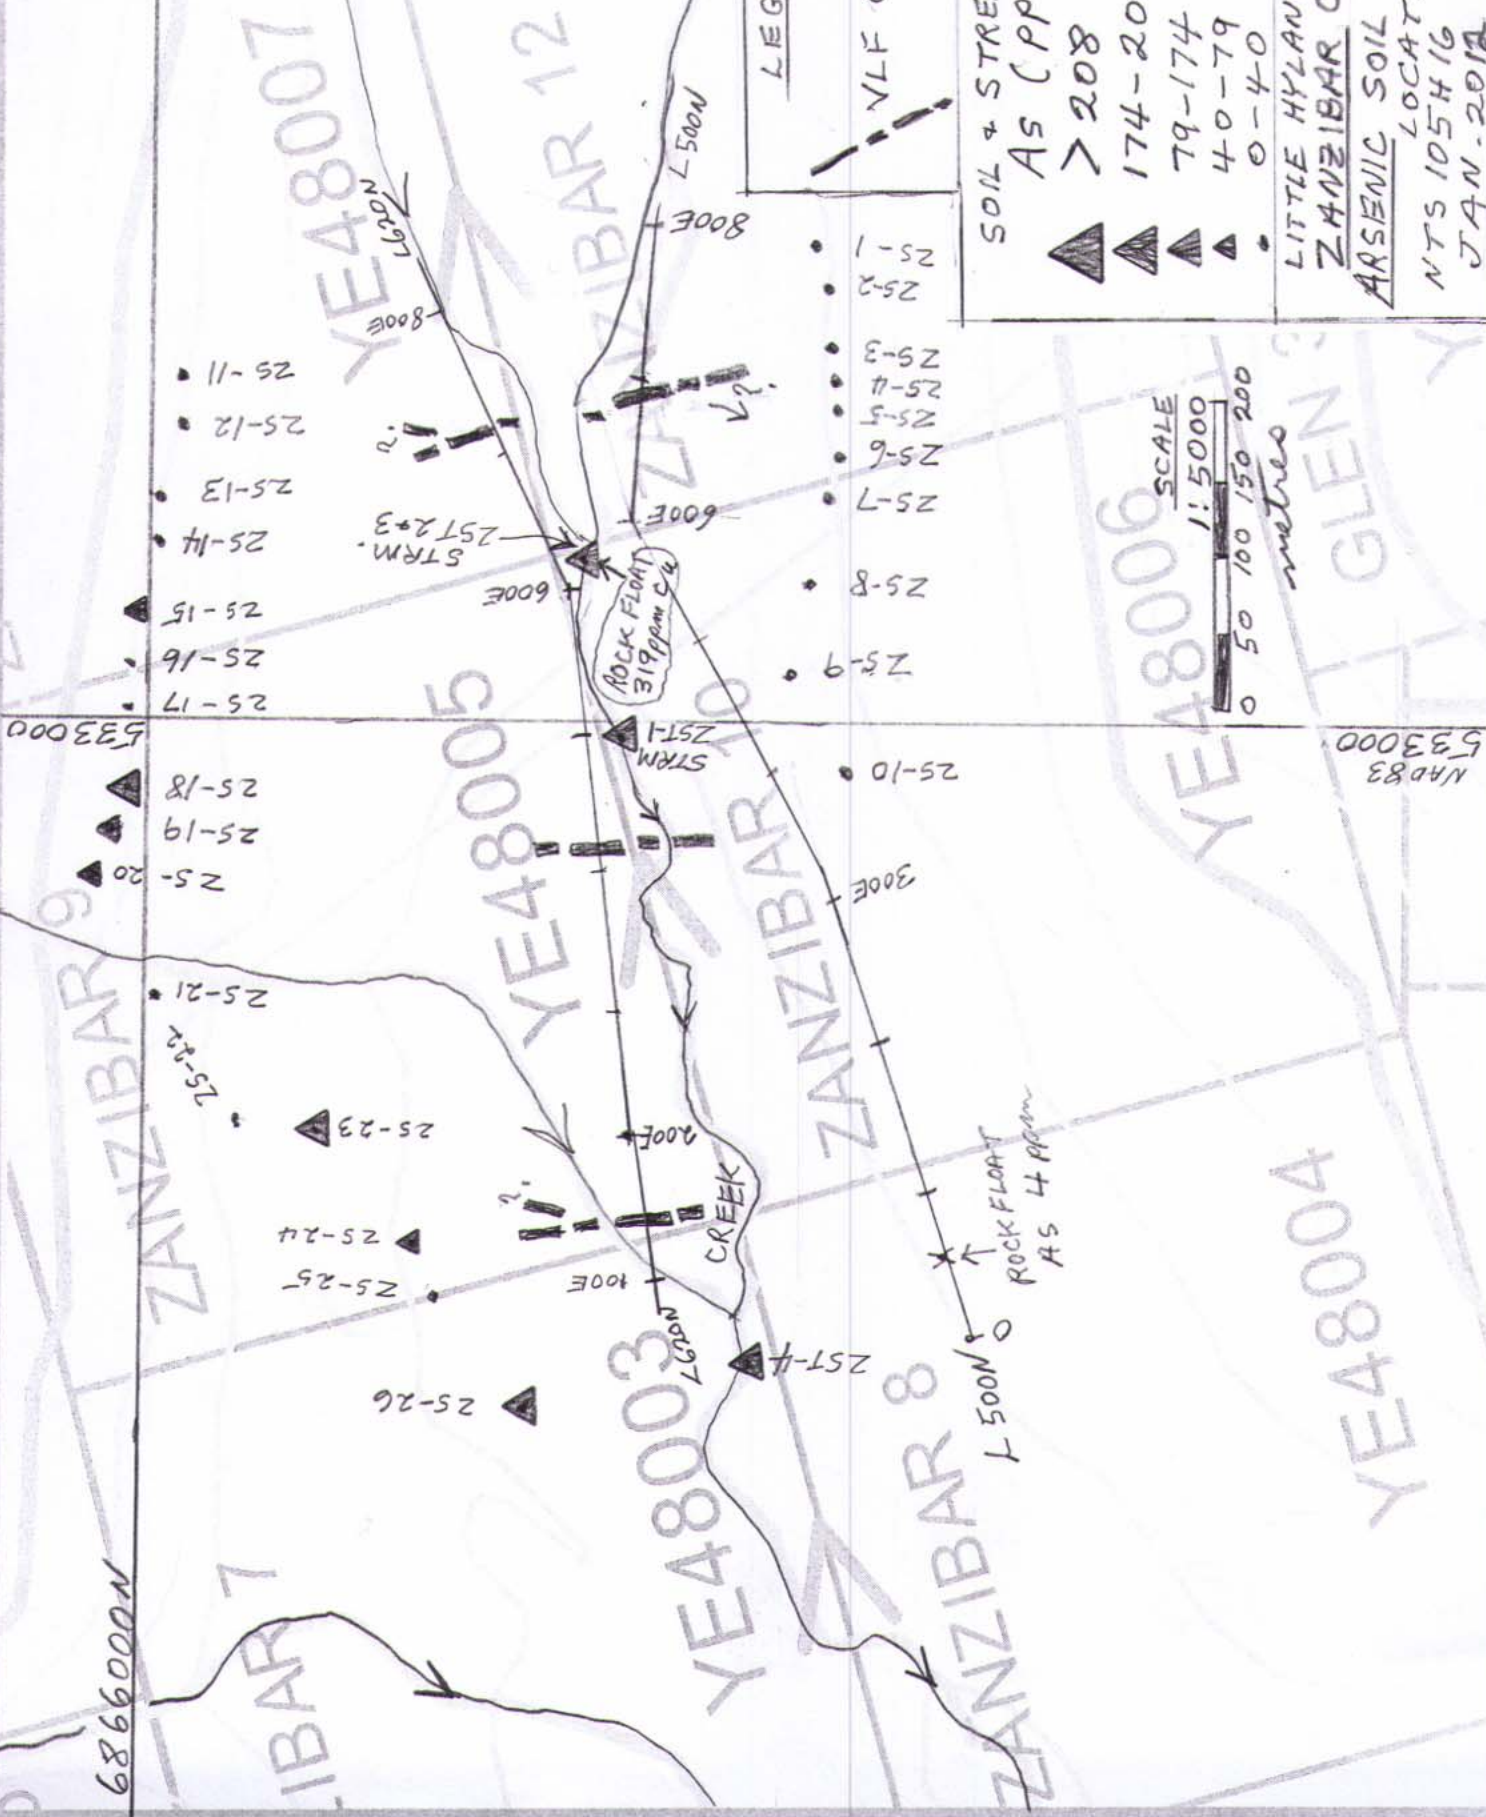 6866000N
533000
ZANZIBAR 9
ZANZIBAR 7
YE48007
ZANZIBAR 12
YE48005
ZANZIBAR 10
YE48003
ZANZIBAR 8
YE48006
YE48004
GLEN 3
ZS-11
ZS-12
ZS-13
ZS-14
ZS-15
ZS-16
ZS-17
ZS-18
ZS-19
ZS-20
ZS-21
ZS-22
ZS-23
ZS-24
ZS-25
ZS-26
L620N
800E
?.
STRM.
ZST 2+3
600E
ROCK FLOAT
319 ppm Cu
STRM
ZST-1
200E
?.
100E
L620N
CREEK
ZST-4
L500N
800E
?.
600E
300E
ROCK FLOAT
AS 4 ppm
L500N
0
ZS-1
ZS-2
ZS-3
ZS-4
ZS-5
ZS-6
ZS-7
ZS-8
ZS-9
ZS-10
NAD83
533000
SCALE
1:5000
0 50 100 150 200
metres
LEG
VLF
SOIL & STRE
AS (PP
>208
174-20
79-174
40-79
0-40
LITTLE HYLAN
ZANZIBAR C
ARSENIC SOIL
LOCAT
NTS 105H16
JAN-2012